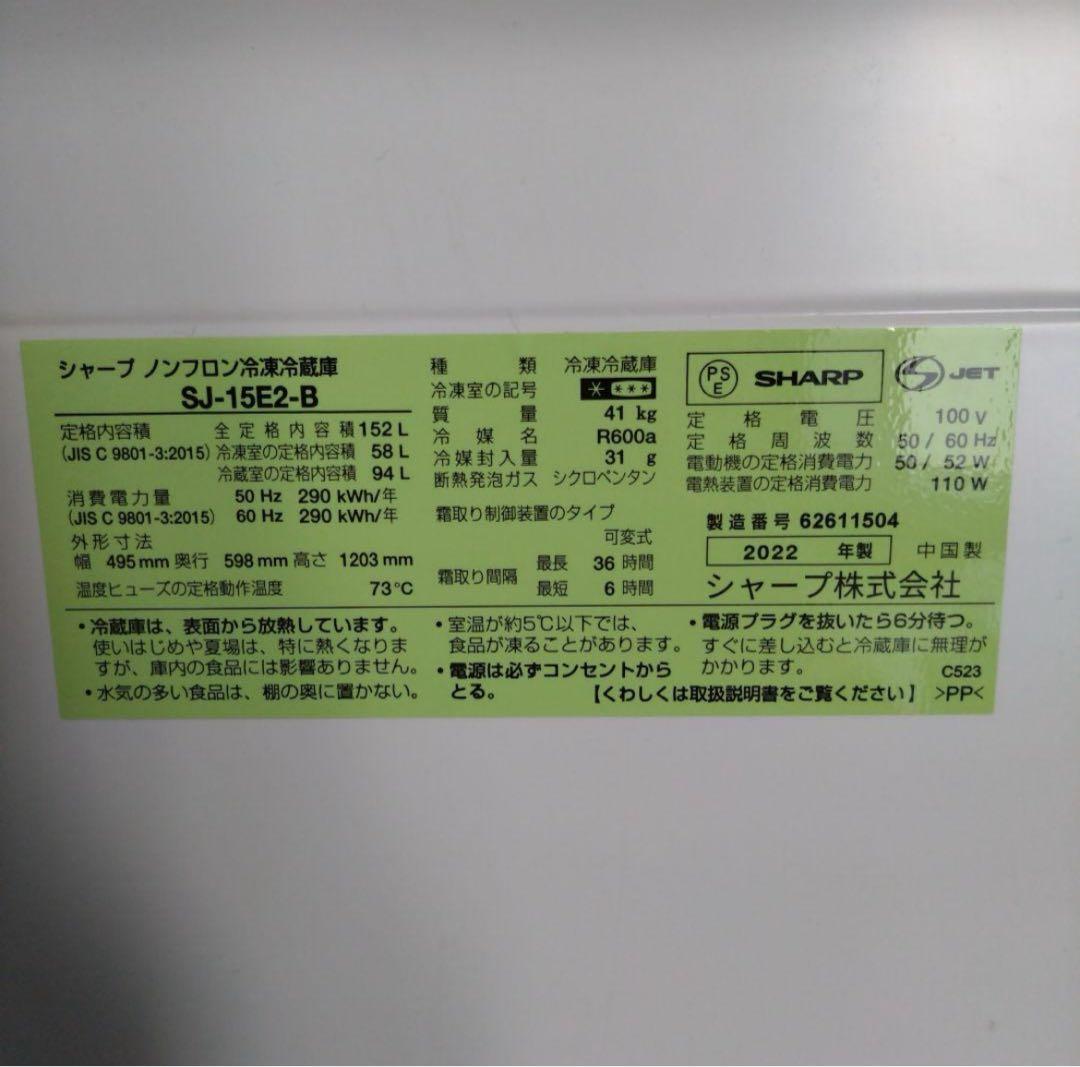 シャープ ノンフロン冷凍冷蔵庫
SJ-15E2-B
定格内容積 全定格内容積 152 L
(JIS C 9801-3:2015) 冷凍室の定格内容積 58 L
冷蔵室の定格内容積 94 L
消費電力量 50 Hz 290 kWh/年
(JIS C 9801-3:2015) 60 Hz 290 kWh/年
外形寸法
幅 495 mm 奥行 598 mm 高さ 1203 mm
温度ヒューズの定格動作温度 73℃
種類 冷凍冷蔵庫
冷凍室の記号 * ***
質量 41 kg
冷媒名 R600a
冷媒封入量 31 g
断熱発泡ガス シクロペンタン
霜取り制御装置のタイプ
可変式
霜取り間隔 最長 36 時間
最短 6 時間
PSE SHARP JET
定格電圧 100 V
定格周波数 50 / 60 Hz
電動機の定格消費電力 50 / 52 W
電熱装置の定格消費電力 110 W
製造番号 62611504
2022 年製 中国製
シャープ株式会社
・冷蔵庫は、表面から放熱しています。
使いはじめや夏場は、特に熱くなりま
すが、庫内の食品には影響ありません。
・水気の多い食品は、棚の奥に置かない。
・室温が約5℃以下では、
食品が凍ることがあります。
・電源は必ずコンセントから
とる。
・電源プラグを抜いたら6分待つ。
すぐに差し込むと冷蔵庫に無理が
かかります。 C523
【くわしくは取扱説明書をご覧ください】 >PP<